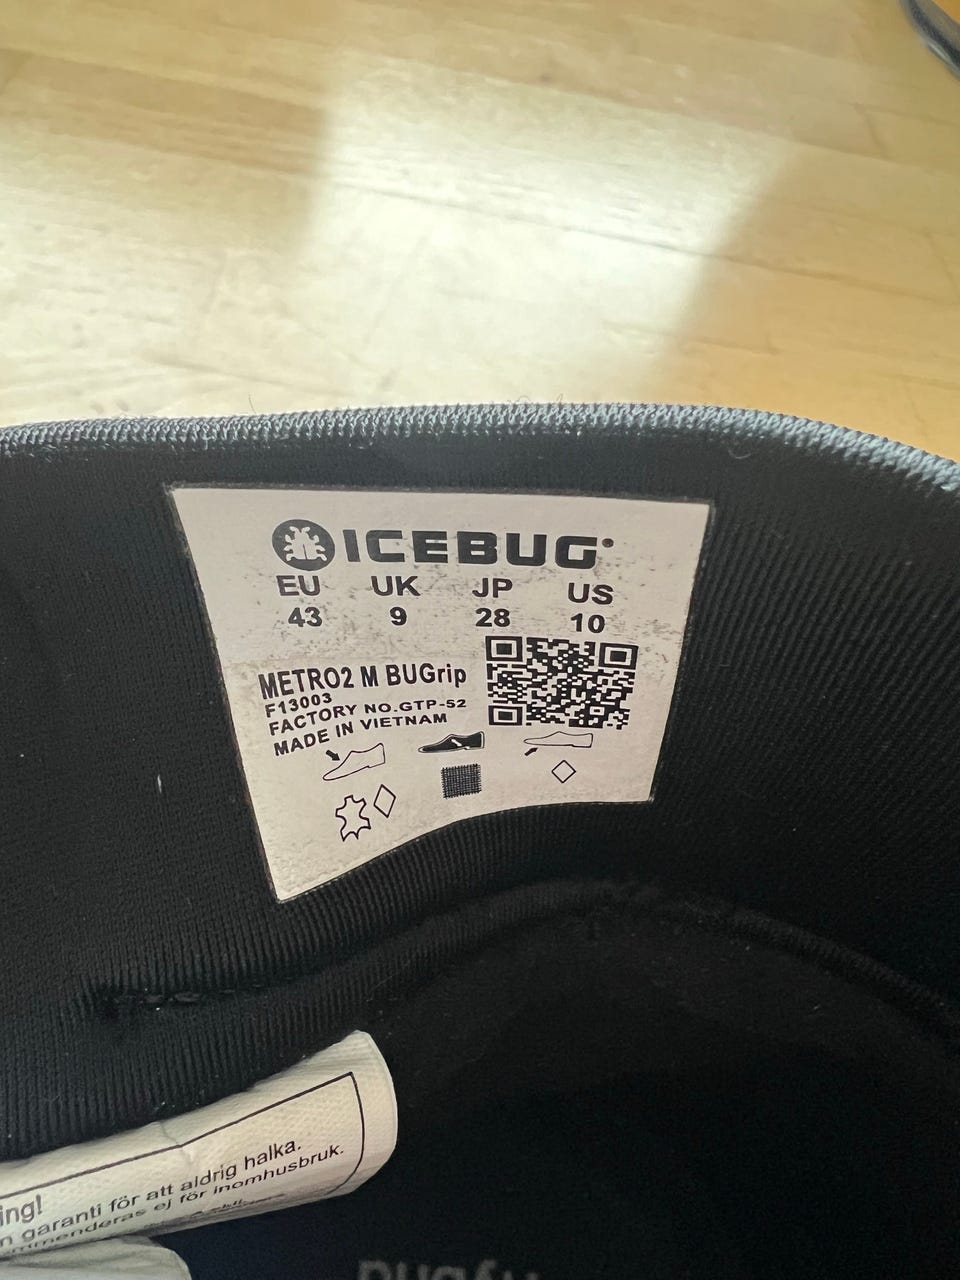 ICEBUG
EU UK JP US
43 9 28 10
METRO2 M BUGrip
F13003
FACTORY NO.GTP-52
MADE IN VIETNAM
ing!
n garanti för att aldrig halka.
mmenderas ej för inomhusbruk.